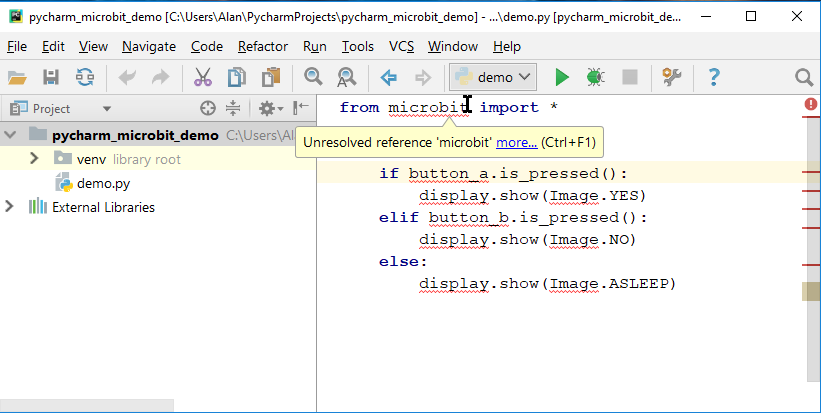 pycharm_microbit_demo [C:\Users\Alan\PycharmProjects\pycharm_microbit_demo] - ...\demo.py [pycharm_microbit_de...
File Edit View Navigate Code Refactor Run Tools VCS Window Help
demo
Project
from microbit import *
pycharm_microbit_demo C:\Users\Al
Unresolved reference 'microbit' more... (Ctrl+F1)
venv library root
if button_a.is_pressed():
demo.py
display.show(Image.YES)
External Libraries
elif button_b.is_pressed():
display.show(Image.NO)
else:
display.show(Image.ASLEEP)